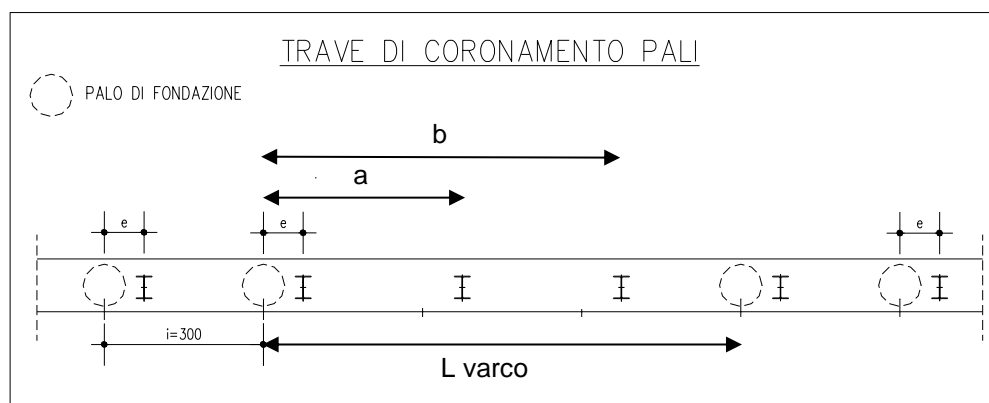 TRAVE DI CORONAMENTO PALI
PALO DI FONDAZIONE
b
a
e
e
e
i=300
L varco